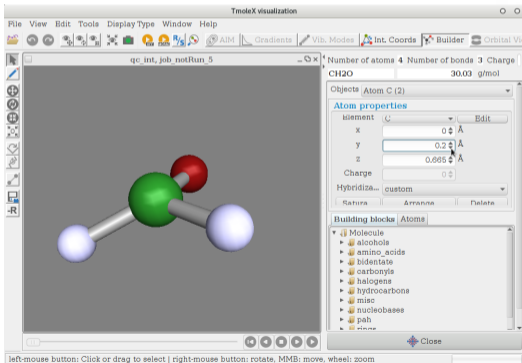 TmoleX visualization
File View Edit Tools Display Type Window Help
AIM Gradients Vib. Modes Int. Coords Builder Orbital Vi
qc_int, job_notRun_5
Number of atoms 4 Number of bonds 3 Charge
CH2O 30.03 g/mol
Objects Atom C (2)
Atom properties
Element C Edit
x 0 Å
y 0.2 Å
z 0.665 Å
Charge 0
Hybridiza... custom
Satura Arrange Delete
Building blocks Atoms
Molecule
alcohols
amino_acids
bidentate
carbonyls
halogens
hydrocarbons
misc
nucleobases
pah
rings
-R
Close
left-mouse button: Click or drag to select | right-mouse button: rotate, MMB: move, wheel: zoom